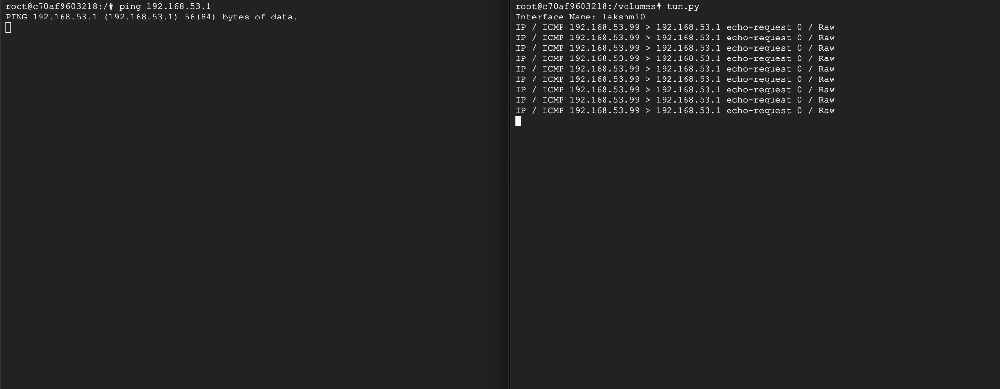 root@c70af9603218:/# ping 192.168.53.1
PING 192.168.53.1 (192.168.53.1) 56(84) bytes of data.
root@c70af9603218:/volumes# tun.py
Interface Name: lakshmi0
IP / ICMP 192.168.53.99 > 192.168.53.1 echo-request 0 / Raw
IP / ICMP 192.168.53.99 > 192.168.53.1 echo-request 0 / Raw
IP / ICMP 192.168.53.99 > 192.168.53.1 echo-request 0 / Raw
IP / ICMP 192.168.53.99 > 192.168.53.1 echo-request 0 / Raw
IP / ICMP 192.168.53.99 > 192.168.53.1 echo-request 0 / Raw
IP / ICMP 192.168.53.99 > 192.168.53.1 echo-request 0 / Raw
IP / ICMP 192.168.53.99 > 192.168.53.1 echo-request 0 / Raw
IP / ICMP 192.168.53.99 > 192.168.53.1 echo-request 0 / Raw
IP / ICMP 192.168.53.99 > 192.168.53.1 echo-request 0 / Raw